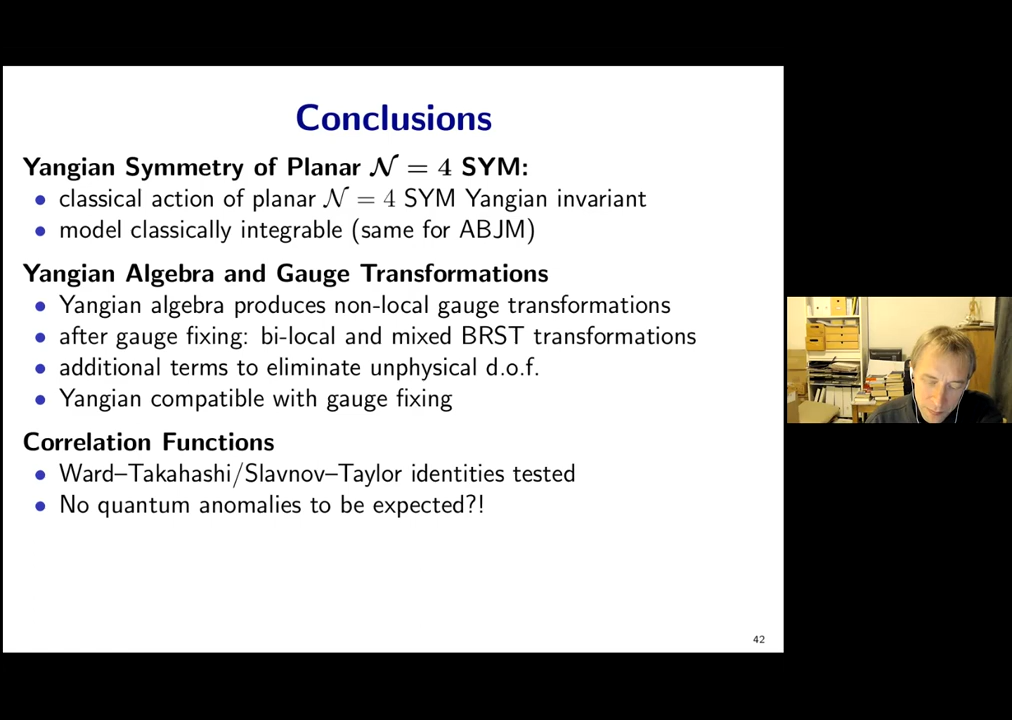 Conclusions
Yangian Symmetry of Planar 𝒩 = 4 SYM:
• classical action of planar 𝒩 = 4 SYM Yangian invariant
• model classically integrable (same for ABJM)
Yangian Algebra and Gauge Transformations
• Yangian algebra produces non-local gauge transformations
• after gauge fixing: bi-local and mixed BRST transformations
• additional terms to eliminate unphysical d.o.f.
• Yangian compatible with gauge fixing
Correlation Functions
• Ward–Takahashi/Slavnov–Taylor identities tested
• No quantum anomalies to be expected?!
42